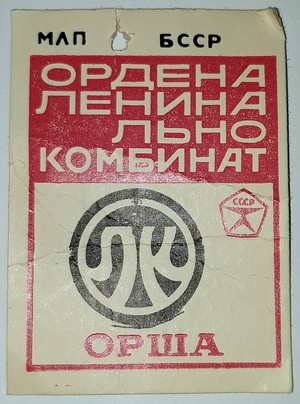 МЛП БССР
ОРДЕНА
ЛЕНИНА
ЛЬНО
КОМБИНАТ
СССР
ЛК
ОРША